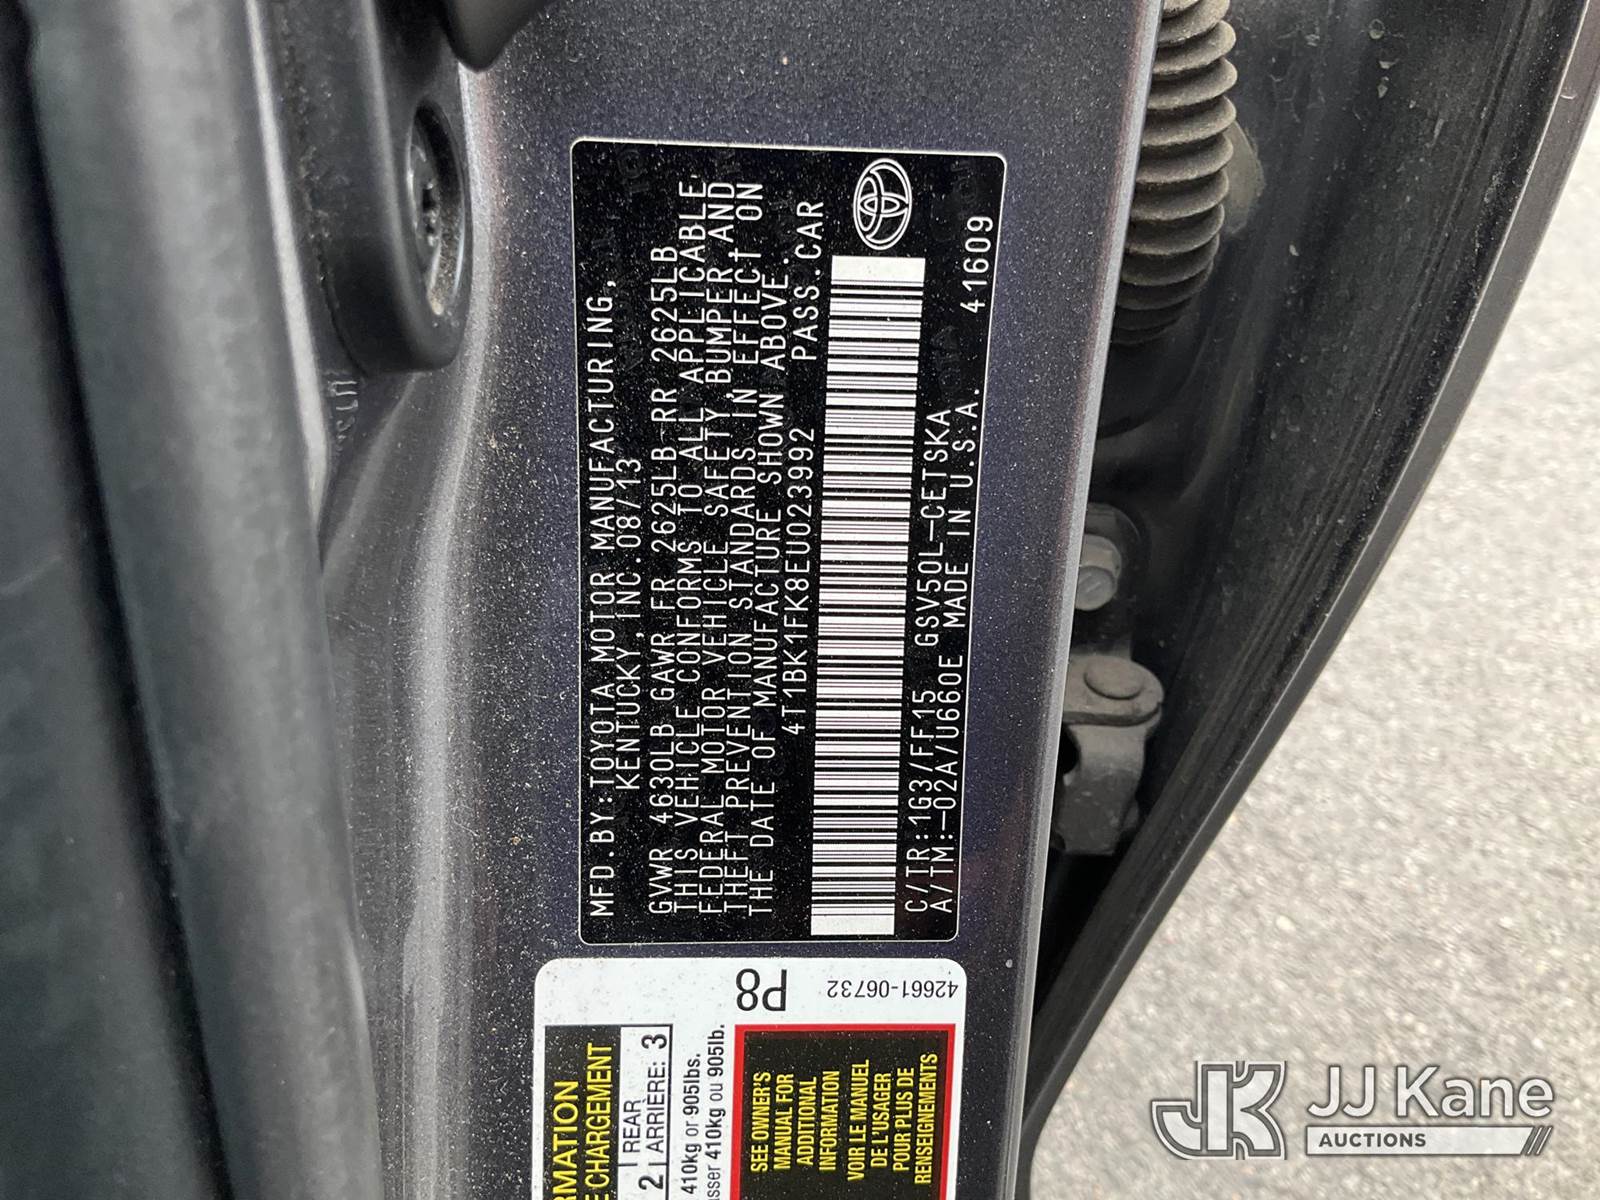 MFD.BY:TOYOTA MOTOR MANUFACTURING,
KENTUCKY,INC.08/13
GVWR 4630LB GAWR FR 2625LB RR 2625LB
THIS VEHICLE CONFORMS TO ALL APPLICABLE
FEDERAL MOTOR VEHICLE SAFETY,BUMPER,AND
THEFT PREVENTION STANDARDS IN EFFECT ON
THE DATE OF MANUFACTURE SHOWN ABOVE.
4T1BK1FK8EU023992 PASS.CAR
C/TR:1G3/FF15 GSV50L-CETSKA
A/TM:-02A/U660E MADE IN U.S.A. 41609
P8
42661-06732
RMATION
E CHARGEMENT
2 REAR
2 ARRIERE: 3
410kg or 905lbs.
sser 410kg ou 905lb.
SEE OWNER'S
MANUAL FOR
ADDITIONAL
INFORMATION
VOIR LE MANUEL
DE L'USAGER
POUR PLUS DE
RENSEIGNEMENTS
JK JJ Kane
AUCTIONS